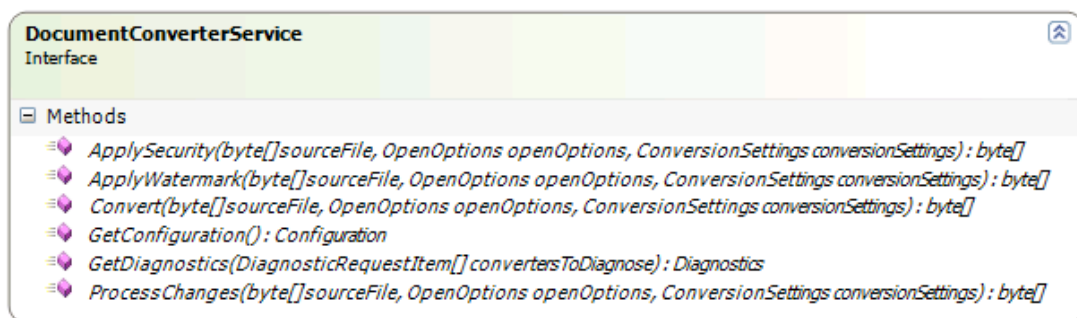 DocumentConverterService
Interface
Methods
ApplySecurity(byte[] sourceFile, OpenOptions openOptions, ConversionSettings conversionSettings) : byte[]
ApplyWatermark(byte[] sourceFile, OpenOptions openOptions, ConversionSettings conversionSettings) : byte[]
Convert(byte[] sourceFile, OpenOptions openOptions, ConversionSettings conversionSettings) : byte[]
GetConfiguration() : Configuration
GetDiagnostics(DiagnosticRequestItem[] convertersToDiagnose) : Diagnostics
ProcessChanges(byte[] sourceFile, OpenOptions openOptions, ConversionSettings conversionSettings) : byte[]